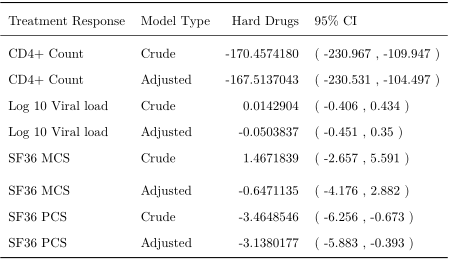 Treatment Response Model Type Hard Drugs 95% CI
CD4+ Count Crude -170.4574180 ( -230.967 , -109.947 )
CD4+ Count Adjusted -167.5137043 ( -230.531 , -104.497 )
Log 10 Viral load Crude 0.0142904 ( -0.406 , 0.434 )
Log 10 Viral load Adjusted -0.0503837 ( -0.451 , 0.35 )
SF36 MCS Crude 1.4671839 ( -2.657 , 5.591 )
SF36 MCS Adjusted -0.6471135 ( -4.176 , 2.882 )
SF36 PCS Crude -3.4648546 ( -6.256 , -0.673 )
SF36 PCS Adjusted -3.1380177 ( -5.883 , -0.393 )